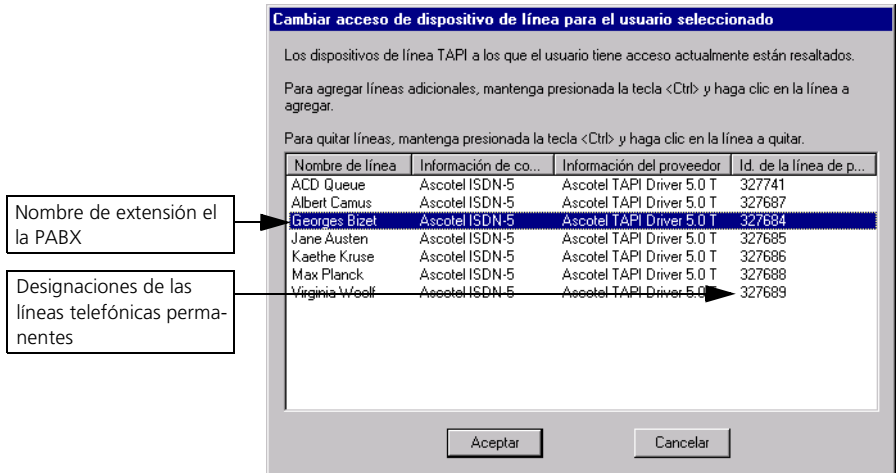 Cambiar acceso de dispositivo de línea para el usuario seleccionado
Los dispositivos de línea TAPI a los que el usuario tiene acceso actualmente están resaltados.
Para agregar líneas adicionales, mantenga presionada la tecla <Ctrl> y haga clic en la línea a
agregar.
Para quitar líneas, mantenga presionada la tecla <Ctrl> y haga clic en la línea a quitar.
Nombre de línea Información de co... Información del proveedor Id. de la línea de p...
ACD Queue Ascotel ISDN-5 Ascotel TAPI Driver 5.0 T 327741
Albert Camus Ascotel ISDN-5 Ascotel TAPI Driver 5.0 T 327687
Georges Bizet Ascotel ISDN-5 Ascotel TAPI Driver 5.0 T 327684
Jane Austen Ascotel ISDN-5 Ascotel TAPI Driver 5.0 T 327685
Kaethe Kruse Ascotel ISDN-5 Ascotel TAPI Driver 5.0 T 327686
Max Planck Ascotel ISDN-5 Ascotel TAPI Driver 5.0 T 327688
Virginia Woolf Ascotel ISDN-5 Ascotel TAPI Driver 5.0 T 327689
Nombre de extensión el
la PABX
Designaciones de las
líneas telefónicas perma-
nentes
Aceptar Cancelar